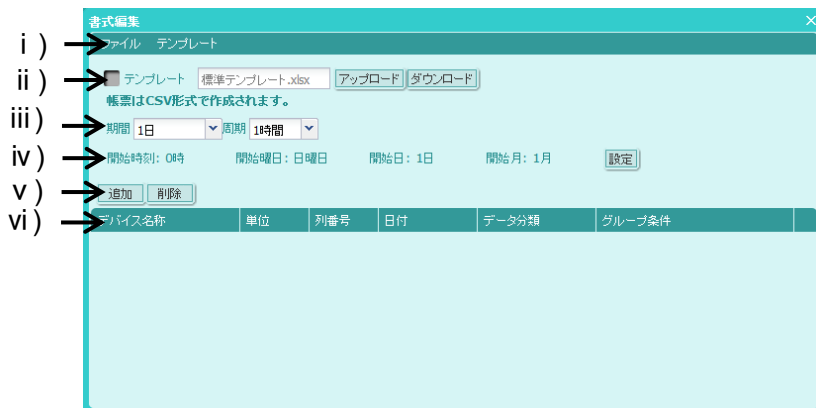 書式編集
i) ファイル テンプレート
ii) テンプレート 標準テンプレート.xlsx アップロード ダウンロード
帳票はCSV形式で作成されます。
iii) 期間 1日 周期 1時間
iv) 開始時刻: 0時 開始曜日: 日曜日 開始日: 1日 開始月: 1月 設定
v) 追加 削除
vi) デバイス名称 単位 列番号 日付 データ分類 グループ条件